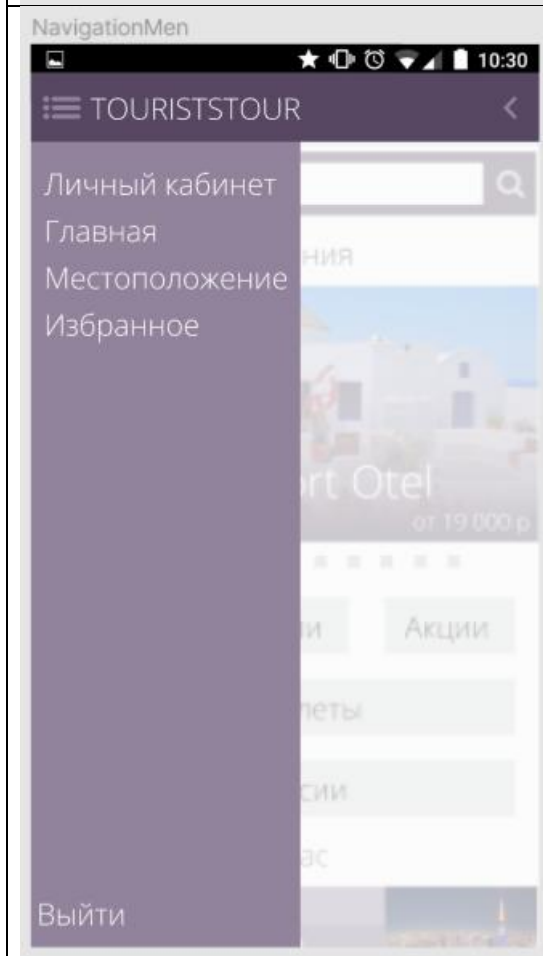 NavigationMen
10:30
TOURISTSTOUR
Личный кабинет
Главная
ния
Местоположение
Избранное
rt Otel
от 19 000 р
и
Акции
леты
сии
ас
Выйти